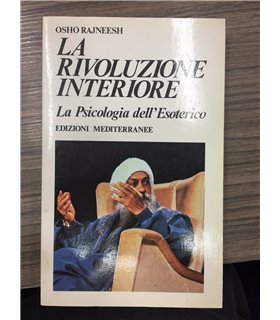 OSHO RAJNEESH
LA
RIVOLUZIONE
INTERIORE
La Psicologia dell'Esoterico
EDIZIONI MEDITERRANEE